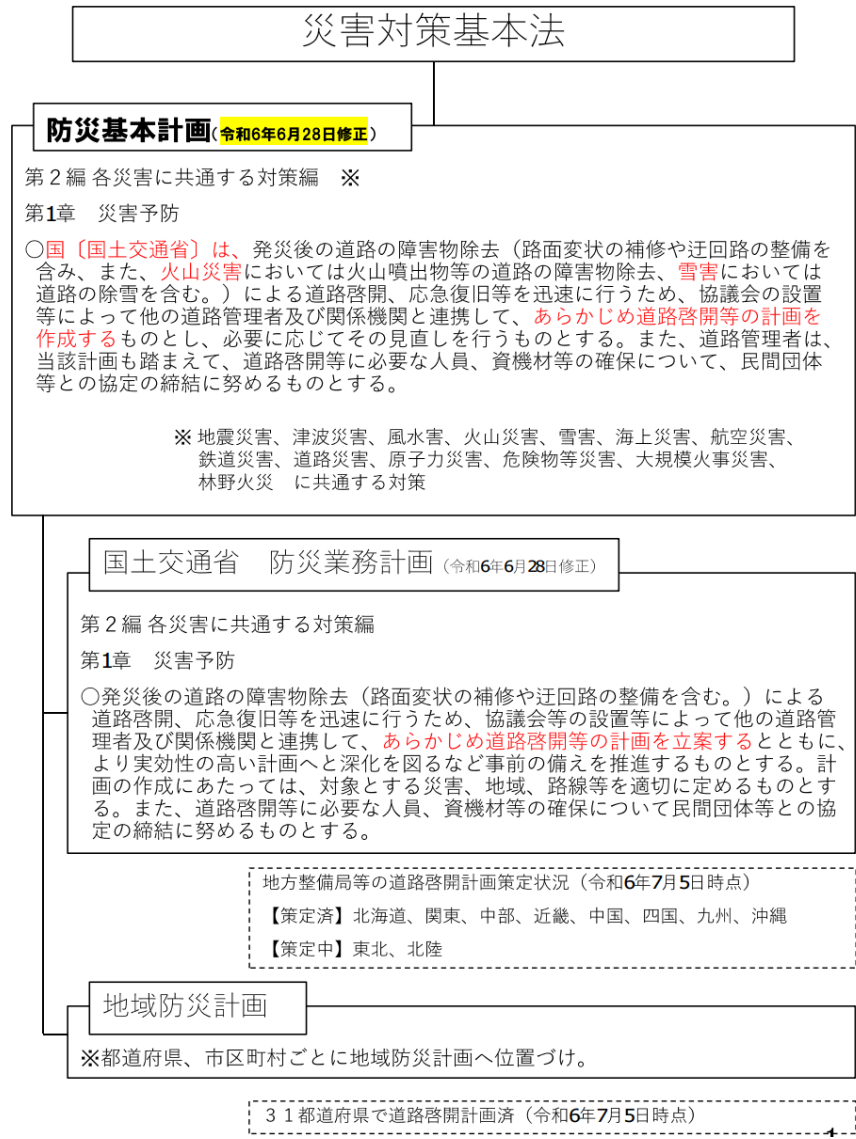 災害対策基本法
防災基本計画(令和6年6月28日修正)
第２編 各災害に共通する対策編　※
第1章　災害予防
○国〔国土交通省〕は、発災後の道路の障害物除去（路面変状の補修や迂回路の整備を
含み、また、火山災害においては火山噴出物等の道路の障害物除去、雪害においては
道路の除雪を含む。）による道路啓開、応急復旧等を迅速に行うため、協議会の設置
等によって他の道路管理者及び関係機関と連携して、あらかじめ道路啓開等の計画を
作成するものとし、必要に応じてその見直しを行うものとする。また、道路管理者は、
当該計画も踏まえて、道路啓開等に必要な人員、資機材等の確保について、民間団体
等との協定の締結に努めるものとする。
※ 地震災害、津波災害、風水害、火山災害、雪害、海上災害、航空災害、
鉄道災害、道路災害、原子力災害、危険物等災害、大規模火事災害、
林野火災　に共通する対策
国土交通省　防災業務計画（令和6年6月28日修正）
第２編 各災害に共通する対策編
第1章　災害予防
○発災後の道路の障害物除去（路面変状の補修や迂回路の整備を含む。）による
道路啓開、応急復旧等を迅速に行うため、協議会等の設置等によって他の道路管
理者及び関係機関と連携して、あらかじめ道路啓開等の計画を立案するとともに、
より実効性の高い計画へと深化を図るなど事前の備えを推進するものとする。計
画の作成にあたっては、対象とする災害、地域、路線等を適切に定めるものとす
る。また、道路啓開等に必要な人員、資機材等の確保について民間団体等との協
定の締結に努めるものとする。
地方整備局等の道路啓開計画策定状況（令和6年7月5日時点）
【策定済】北海道、関東、中部、近畿、中国、四国、九州、沖縄
【策定中】東北、北陸
地域防災計画
※都道府県、市区町村ごとに地域防災計画へ位置づけ。
３１都道府県で道路啓開計画済（令和6年7月5日時点）
1